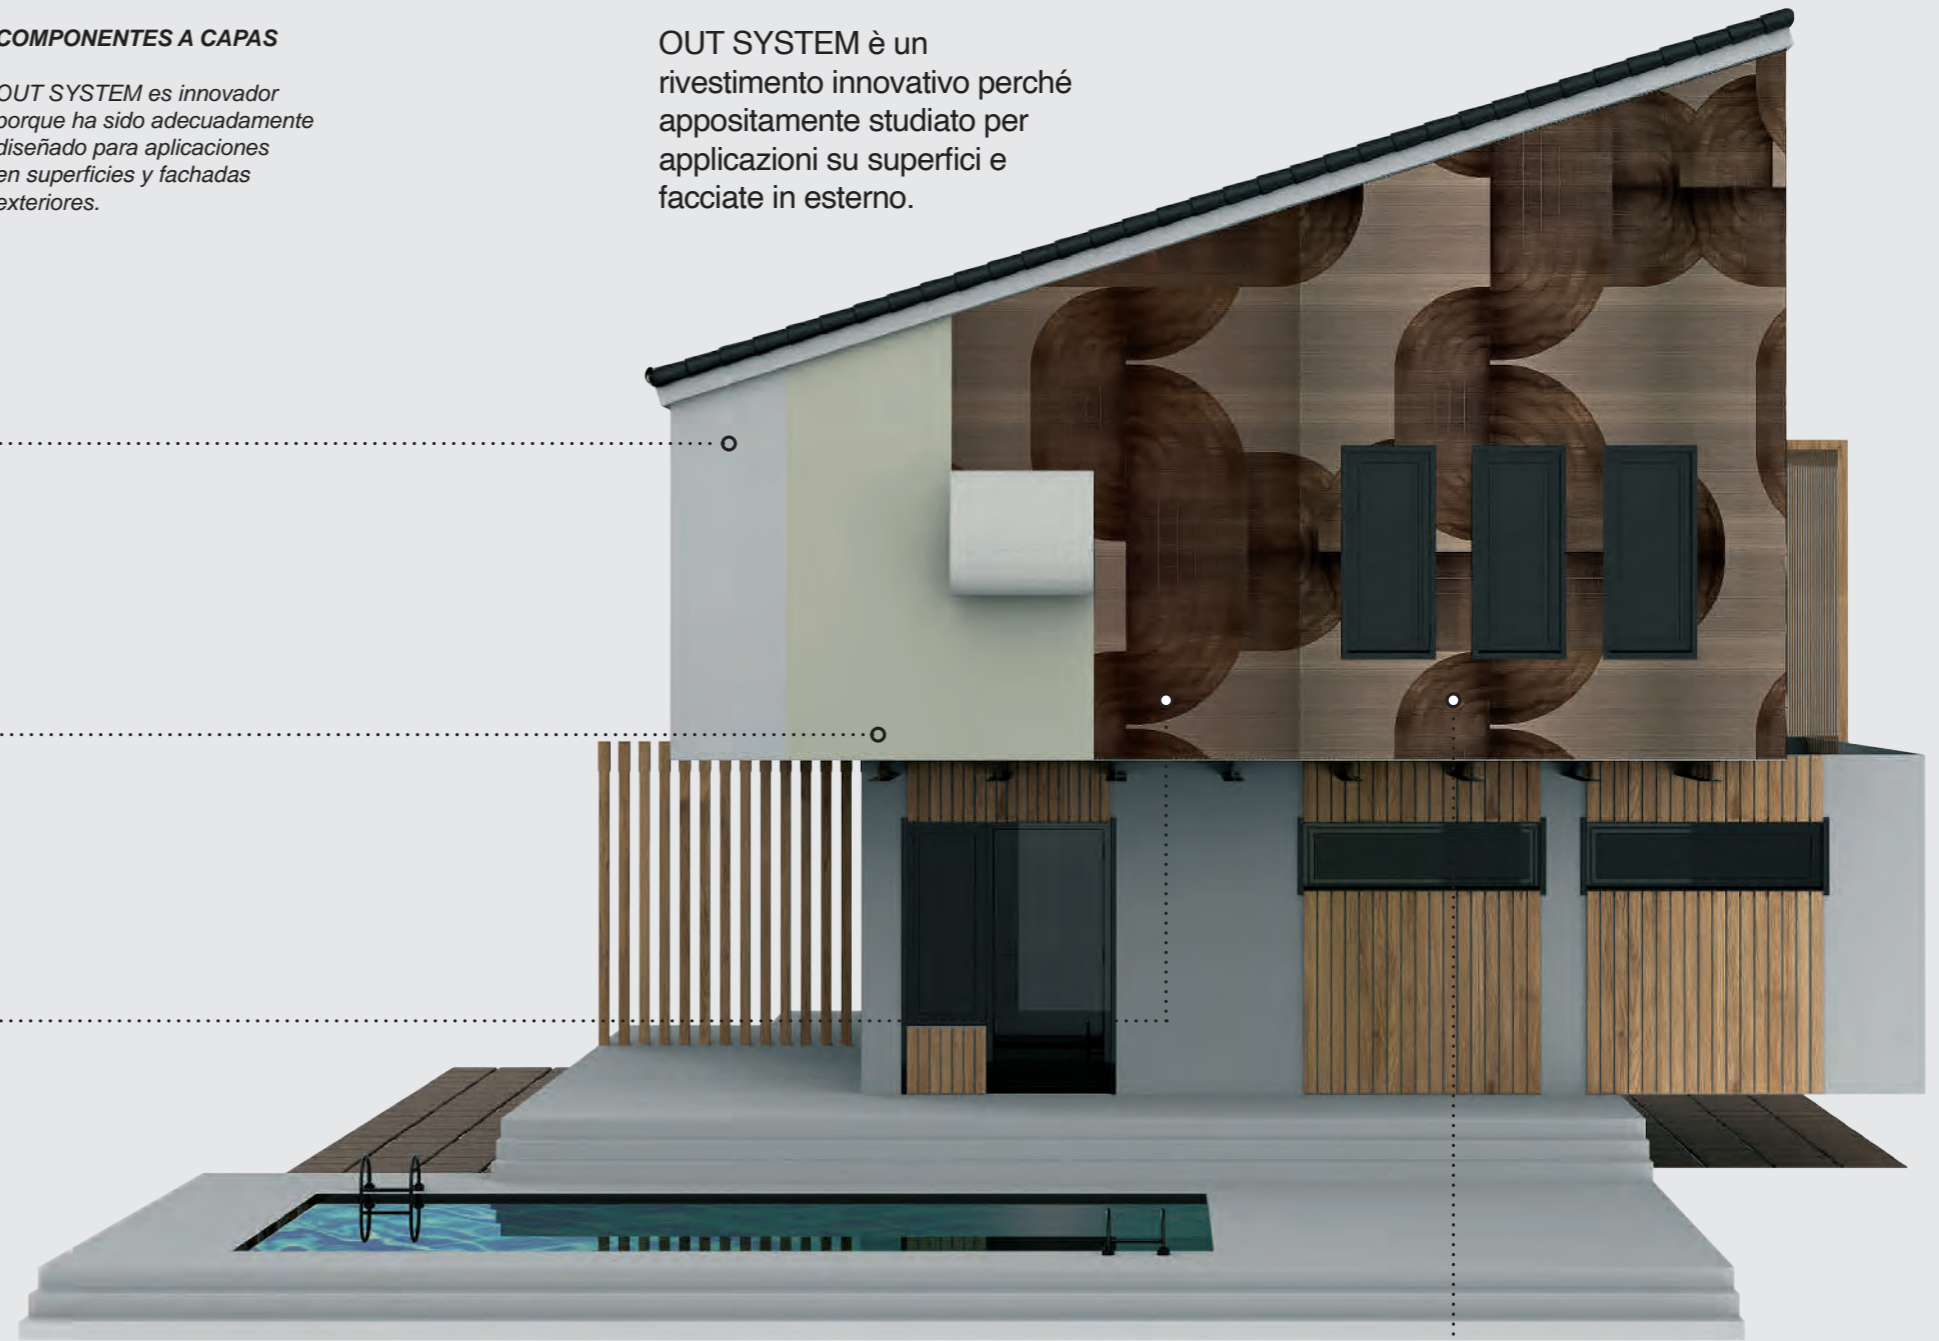 COMPONENTES A CAPAS
OUT SYSTEM es innovador
porque ha sido adecuadamente
diseñado para aplicaciones
en superficies y fachadas
exteriores.
OUT SYSTEM è un
rivestimento innovativo perché
appositamente studiato per
applicazioni su superfici e
facciate in esterno.